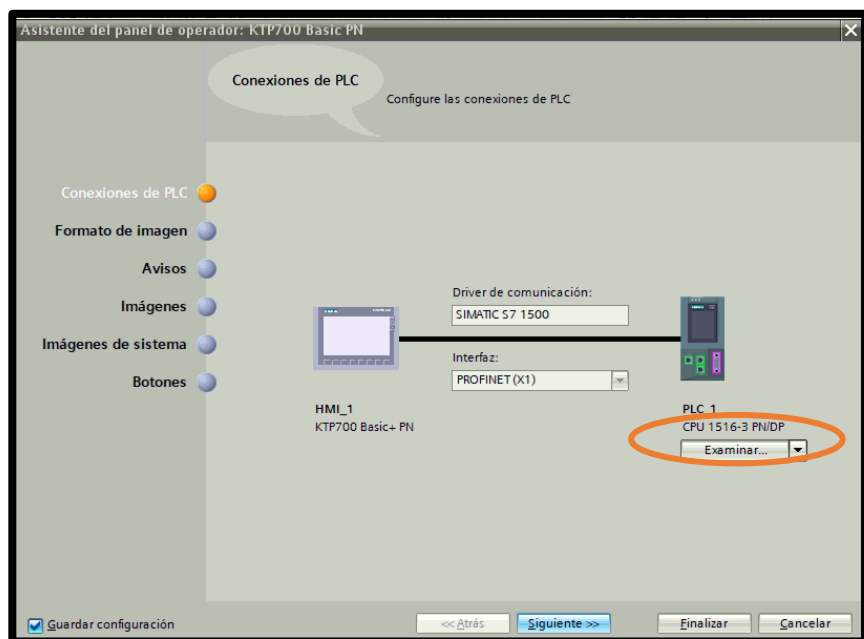 Asistente del panel de operador: KTP700 Basic PN
Conexiones de PLC
Configure las conexiones de PLC
Conexiones de PLC
Formato de imagen
Avisos
Imágenes
Imágenes de sistema
Botones
Driver de comunicación:
SIMATIC S7 1500
Interfaz:
PROFINET (X1)
HMI_1
KTP700 Basic+ PN
PLC_1
CPU 1516-3 PN/DP
Examinar...
Guardar configuración
<< Atrás
Siguiente >>
Finalizar
Cancelar